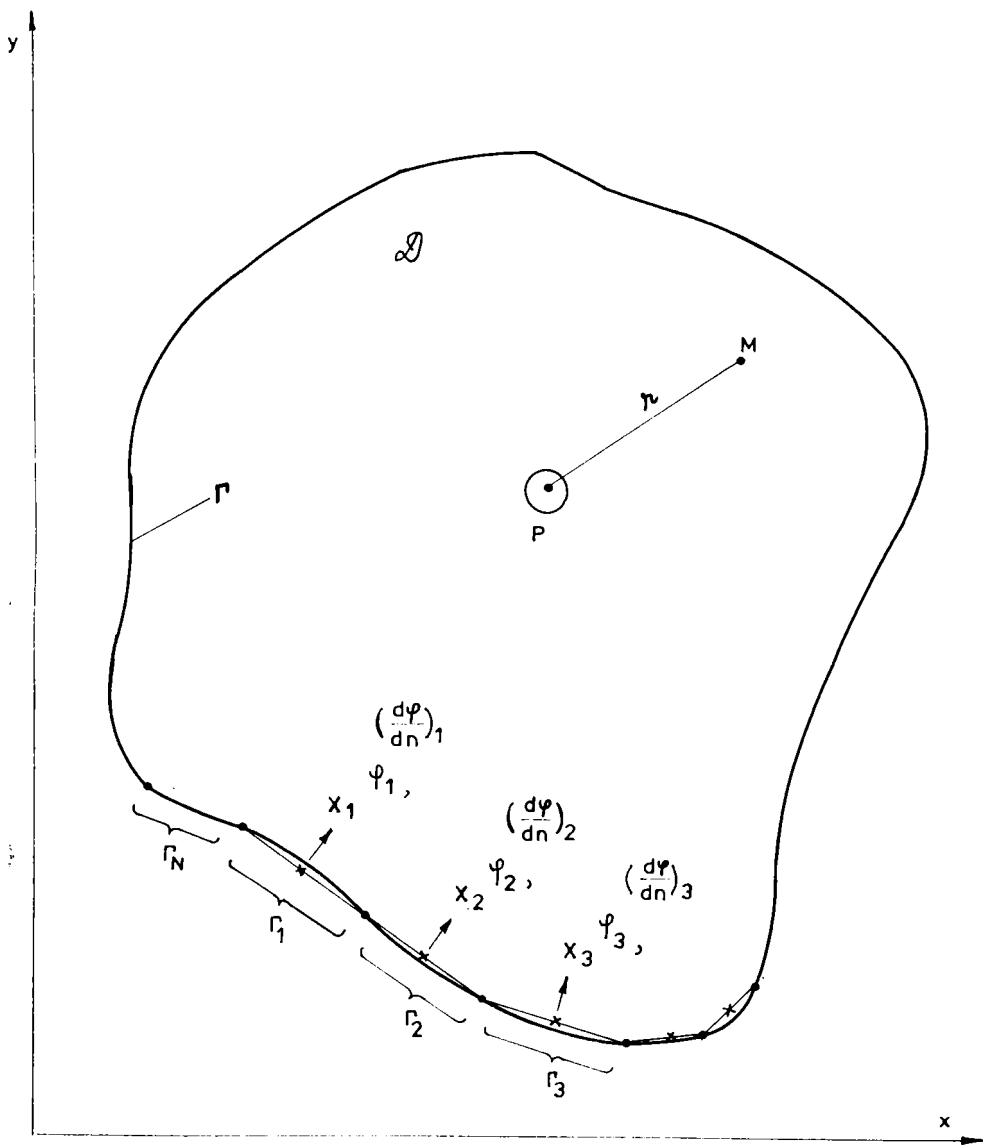 y
𝒟
M
r
Γ
P
(dφ/dn)₁
X₁ φ₁,
(dφ/dn)₂
X₂ φ₂,
(dφ/dn)₃
X₃ φ₃,
Γ_N
Γ₁
Γ₂
Γ₃
x